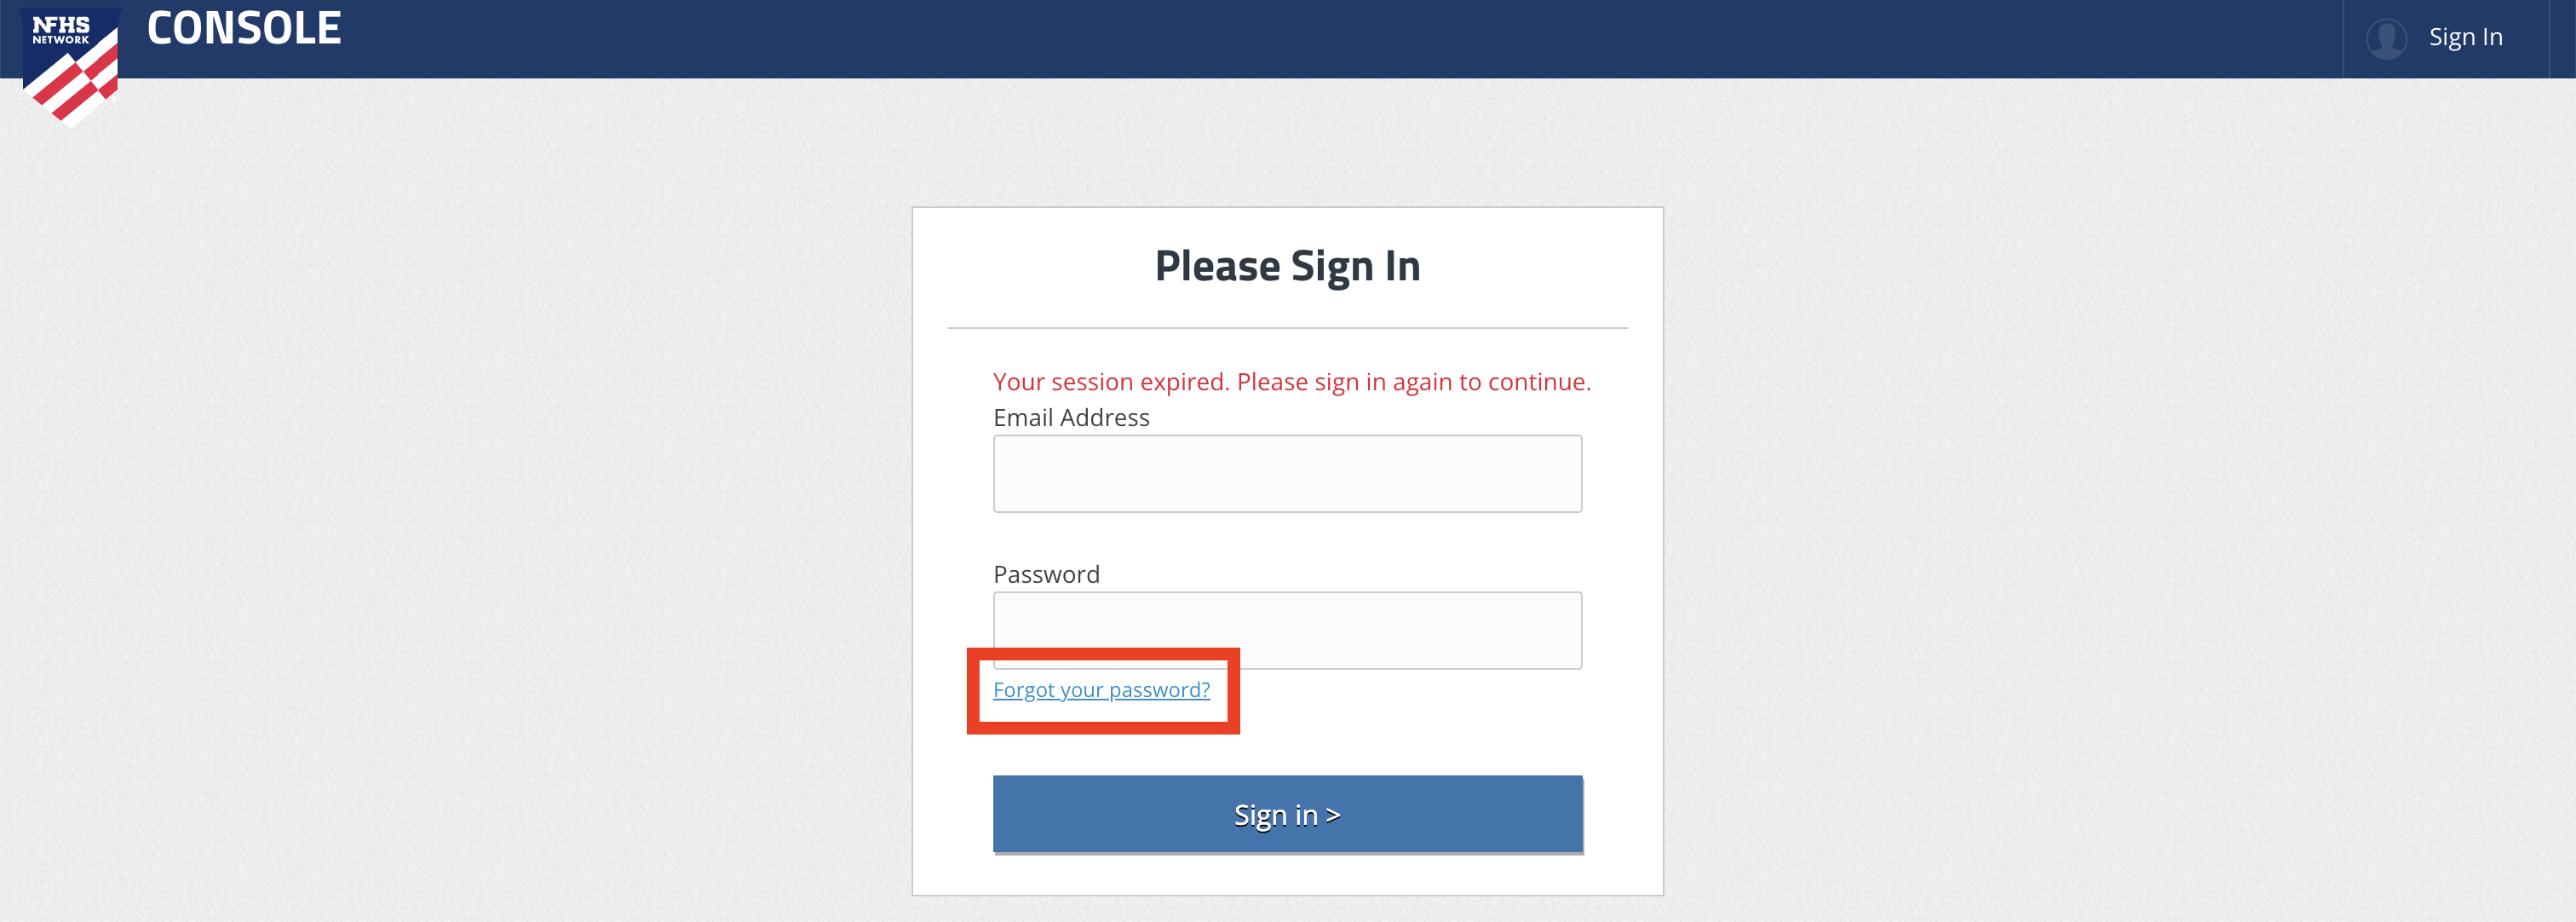 NFHS
NETWORK
CONSOLE
Sign In
Please Sign In
Your session expired. Please sign in again to continue.
Email Address
Password
Forgot your password?
Sign in >